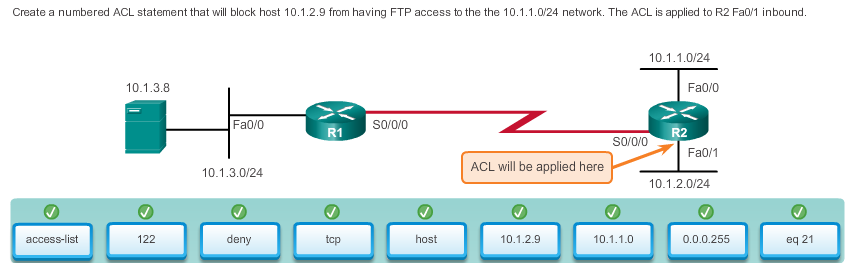 Create a numbered ACL statement that will block host 10.1.2.9 from having FTP access to the the 10.1.1.0/24 network. The ACL is applied to R2 Fa0/1 inbound.
10.1.1.0/24
10.1.3.8
Fa0/0
Fa0/0
R1
S0/0/0
R2
S0/0/0
Fa0/1
ACL will be applied here
10.1.3.0/24
10.1.2.0/24
access-list 122 deny tcp host 10.1.2.9 10.1.1.0 0.0.0.255 eq 21